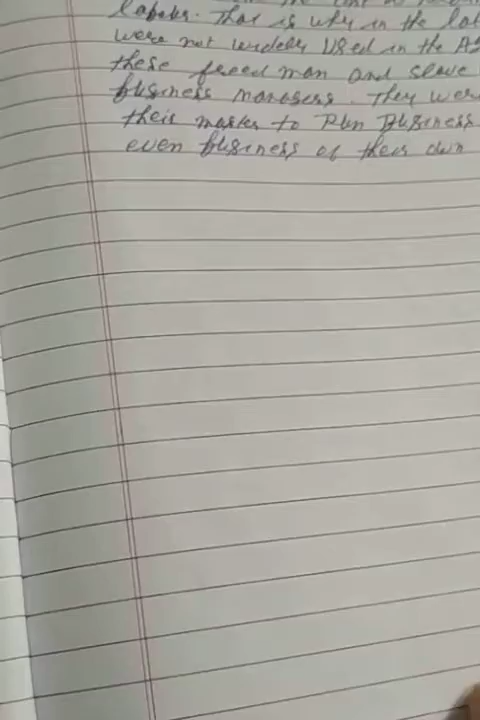 labour. That is why in the
were not widely used in the
these freed man and slave
business managers. They were
their master to Run Business
even business of their own